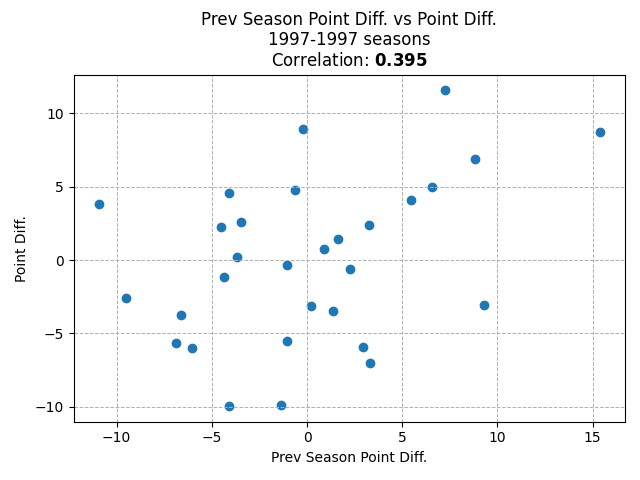 Prev Season Point Diff. vs Point Diff.
1997-1997 seasons
Correlation: 0.395
10
5
0
−5
−10
Point Diff.
−10
−5
0
5
10
15
Prev Season Point Diff.